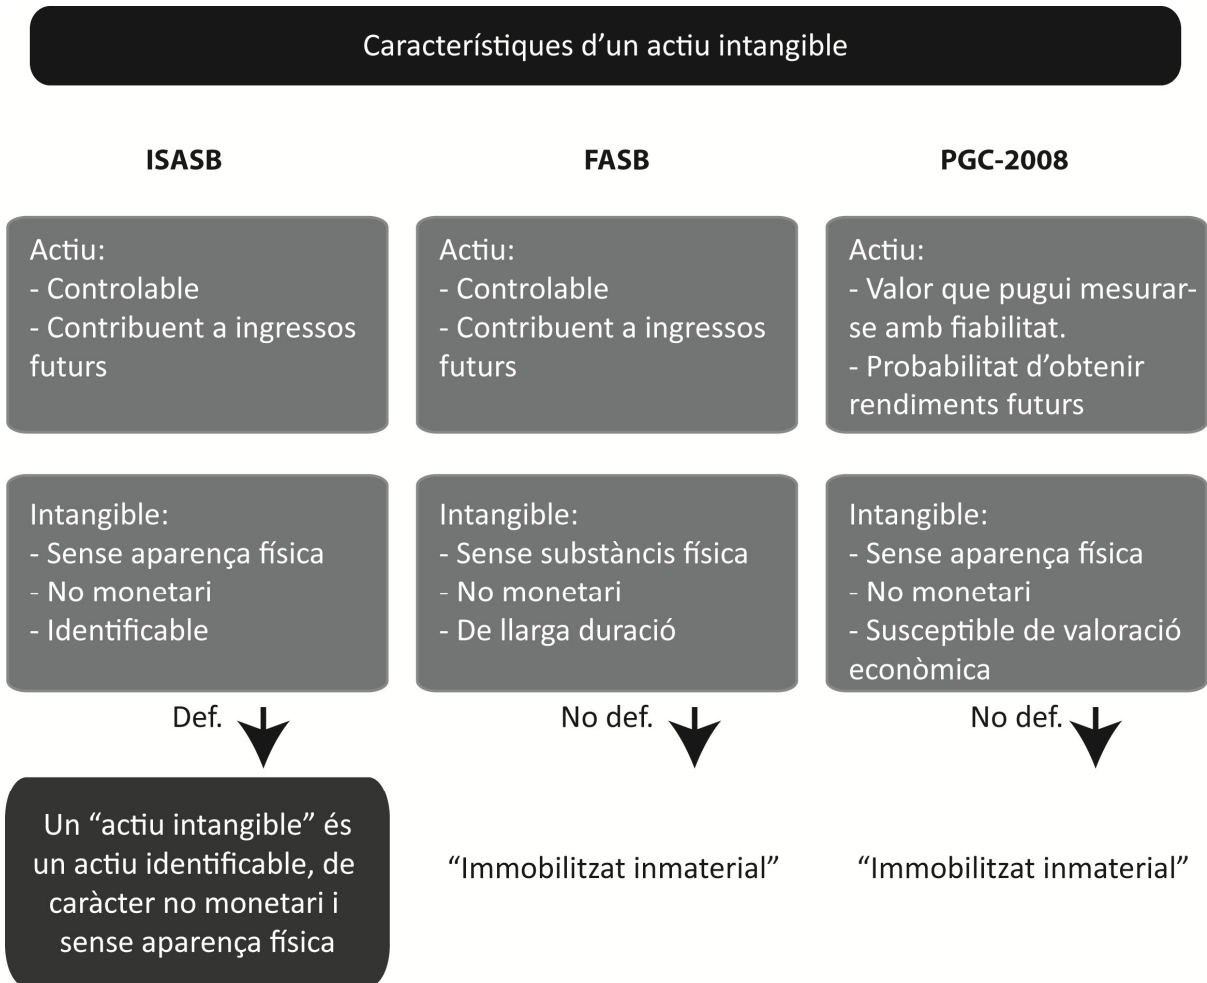 Característiques d’un actiu intangible
ISASB
FASB
PGC-2008
Actiu:
- Controlable
- Contribuent a ingressos
futurs
Actiu:
- Controlable
- Contribuent a ingressos
futurs
Actiu:
- Valor que pugui mesurar-
se amb fiabilitat.
- Probabilitat d’obtenir
rendiments futurs
Intangible:
- Sense aparença física
- No monetari
- Identificable
Intangible:
- Sense substàncis física
- No monetari
- De llarga duració
Intangible:
- Sense aparença física
- No monetari
- Susceptible de valoració
econòmica
Def.
No def.
No def.
Un “actiu intangible” és
un actiu identificable, de
caràcter no monetari i
sense aparença física
“Immobilitzat inmaterial”
“Immobilitzat inmaterial”